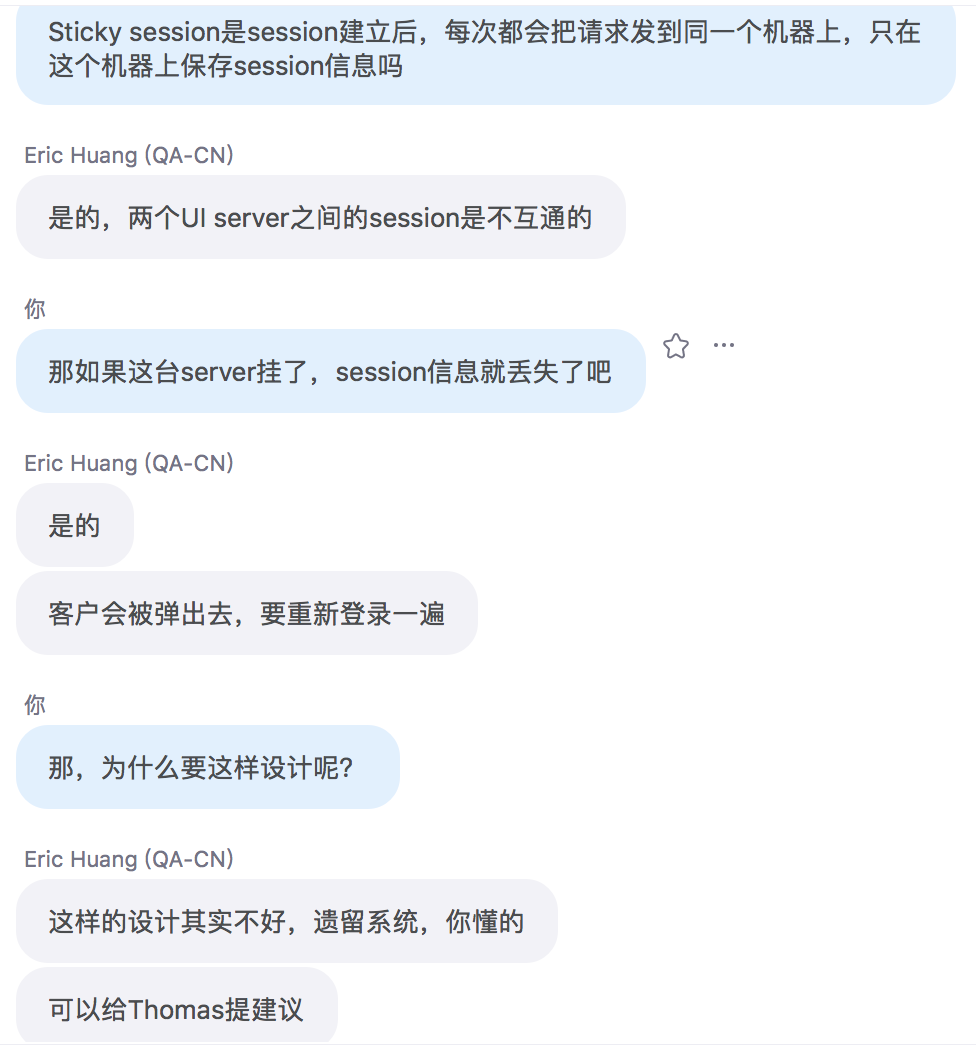 Sticky session是session建立后，每次都会把请求发到同一个机器上，只在
这个机器上保存session信息吗
Eric Huang (QA-CN)
是的，两个UI server之间的session是不互通的
你
那如果这台server挂了，session信息就丢失了吧
Eric Huang (QA-CN)
是的
客户会被弹出去，要重新登录一遍
你
那，为什么要这样设计呢?
Eric Huang (QA-CN)
这样的设计其实不好，遗留系统，你懂的
可以给Thomas提建议